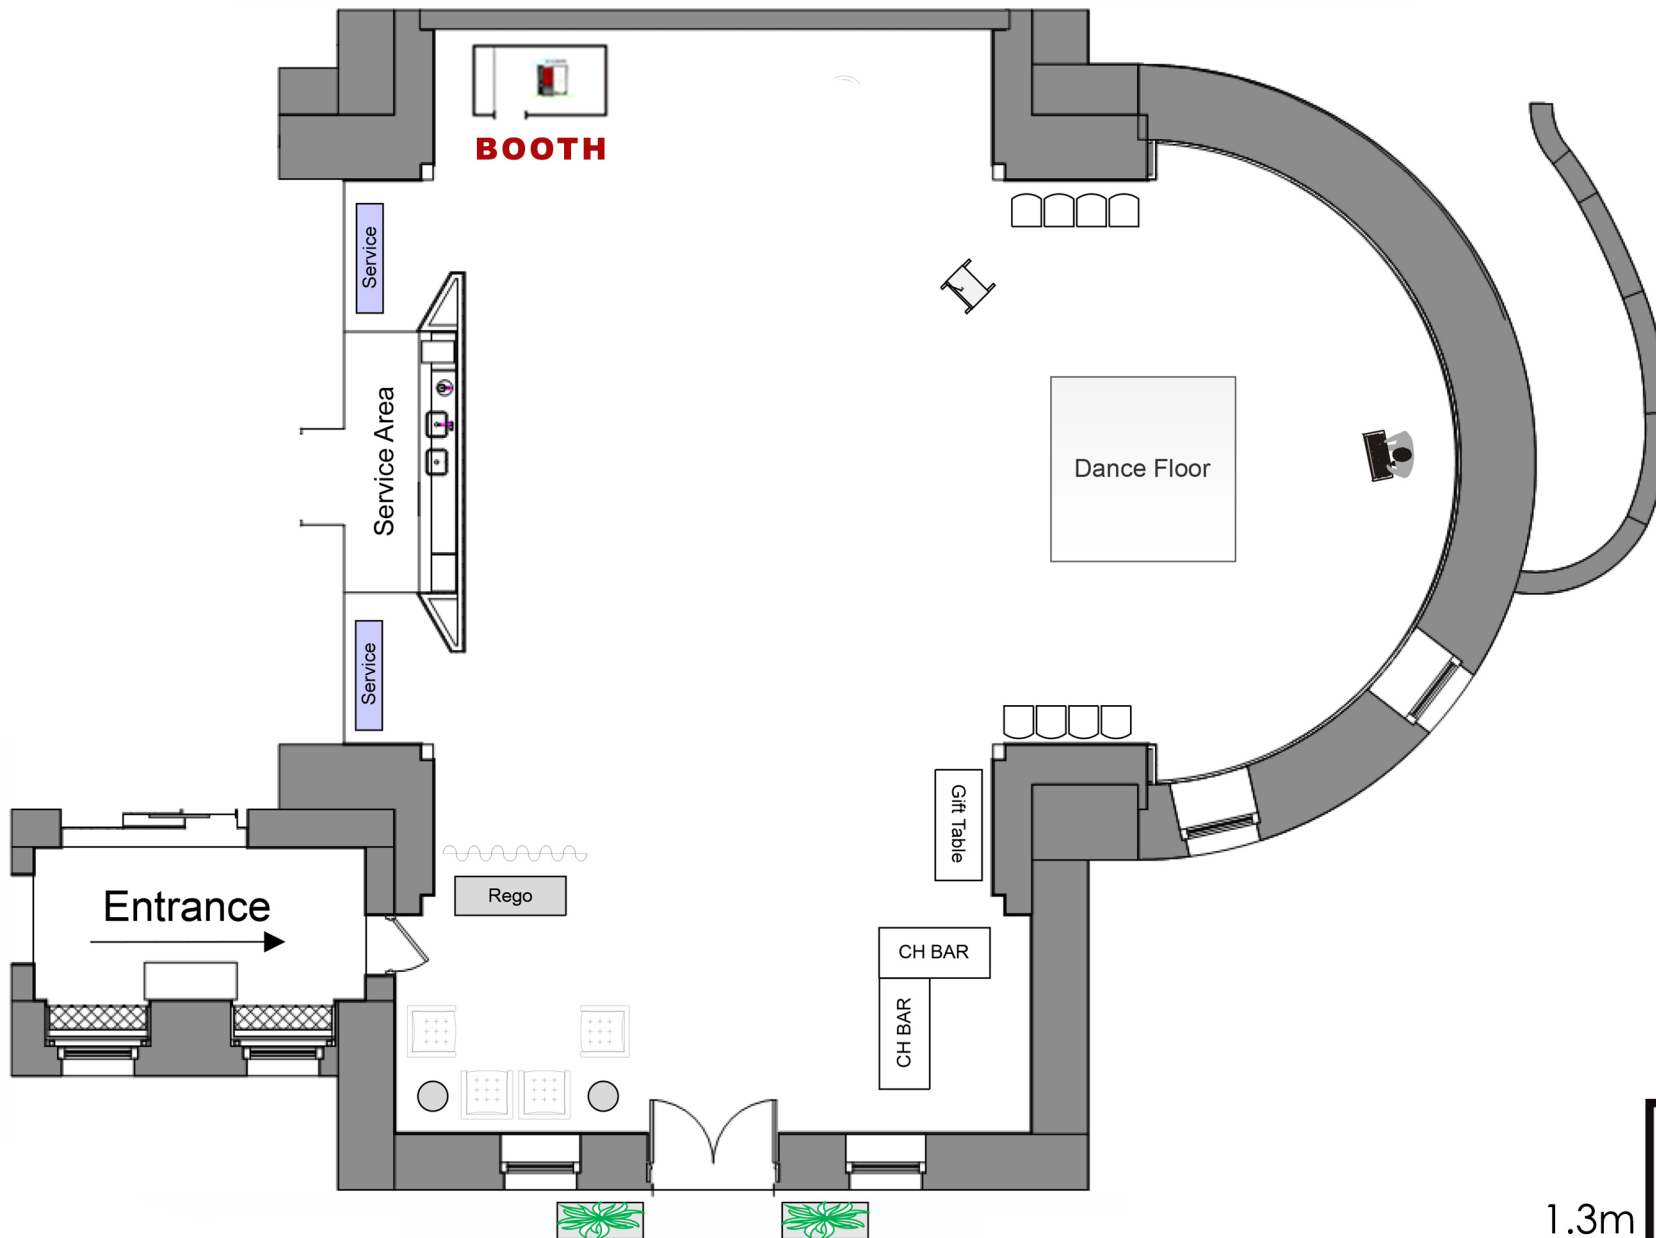 BOOTH
Service
Service Area
Dance Floor
Service
Gift Table
Rego
Entrance
CH BAR
CH BAR
1.3m